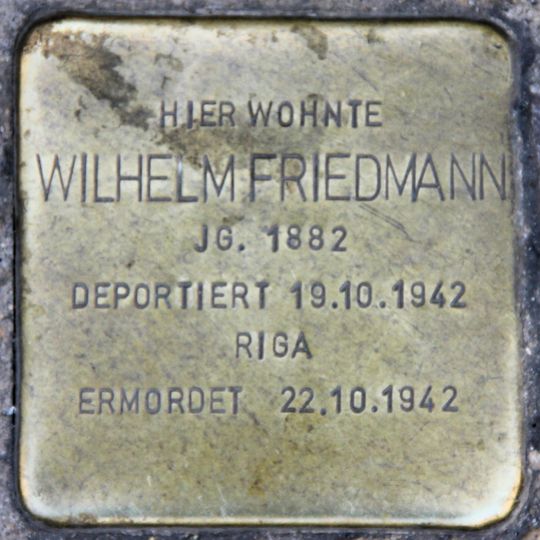 HIER WOHNTE
WILHELM FRIEDMANN
JG. 1882
DEPORTIERT 19.10.1942
RIGA
ERMORDET 22.10.1942